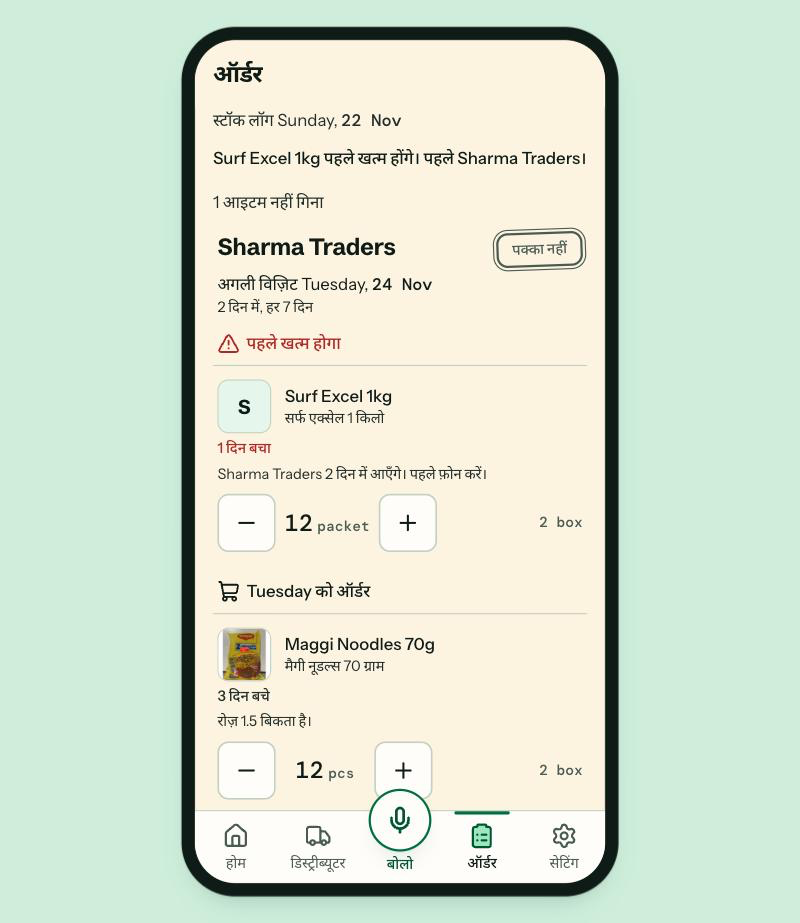 ऑर्डर
स्टॉक लॉग Sunday, 22 Nov
Surf Excel 1kg पहले खत्म होंगे। पहले Sharma Traders।
1 आइटम नहीं गिना
Sharma Traders
पक्का नहीं
अगली विज़िट Tuesday, 24 Nov
2 दिन में, हर 7 दिन
पहले खत्म होगा
S
Surf Excel 1kg
सर्फ एक्सेल 1 किलो
1 दिन बचा
Sharma Traders 2 दिन में आएँगे। पहले फ़ोन करें।
− 12 packet + 2 box
Tuesday को ऑर्डर
Maggi Noodles 70g
मैगी नूडल्स 70 ग्राम
3 दिन बचे
रोज़ 1.5 बिकता है।
− 12 pcs + 2 box
होम डिस्ट्रीब्यूटर बोलो ऑर्डर सेटिंग